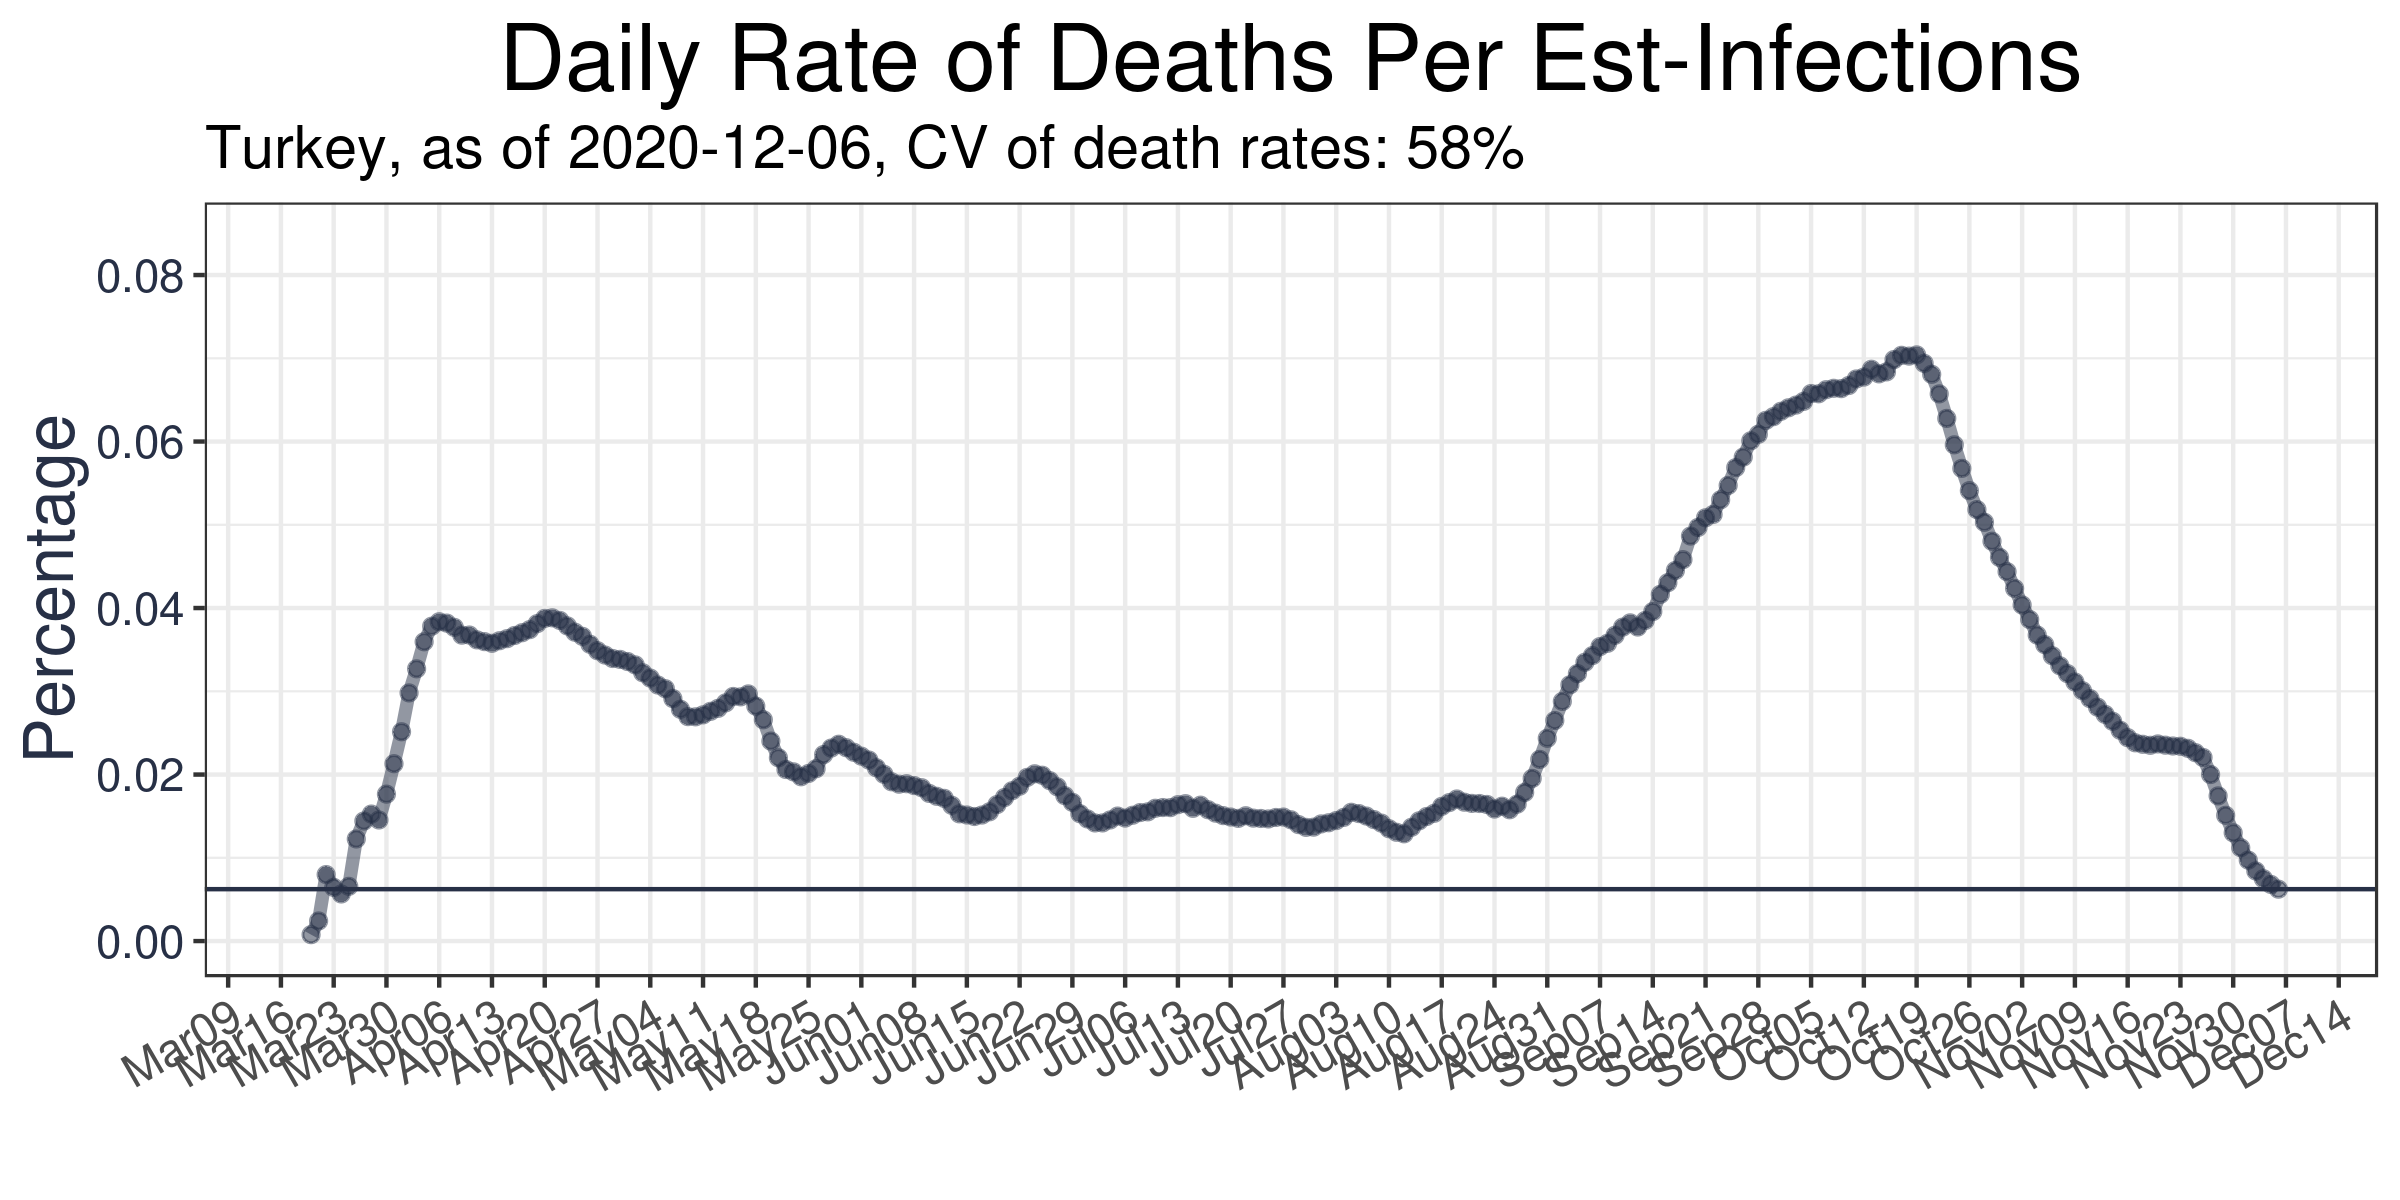 Daily Rate of Deaths Per Est-Infections
Turkey, as of 2020-12-06, CV of death rates: 58%
Percentage
0.08
0.06
0.04
0.02
0.00
Mar09
Mar16
Mar23
Mar30
Apr06
Apr13
Apr20
Apr27
May04
May11
May18
May25
Jun01
Jun08
Jun15
Jun22
Jun29
Jul06
Jul13
Jul20
Jul27
Aug03
Aug10
Aug17
Aug24
Aug31
Sep07
Sep14
Sep21
Sep28
Oct05
Oct12
Oct19
Oct26
Nov02
Nov09
Nov16
Nov23
Nov30
Dec07
Dec14